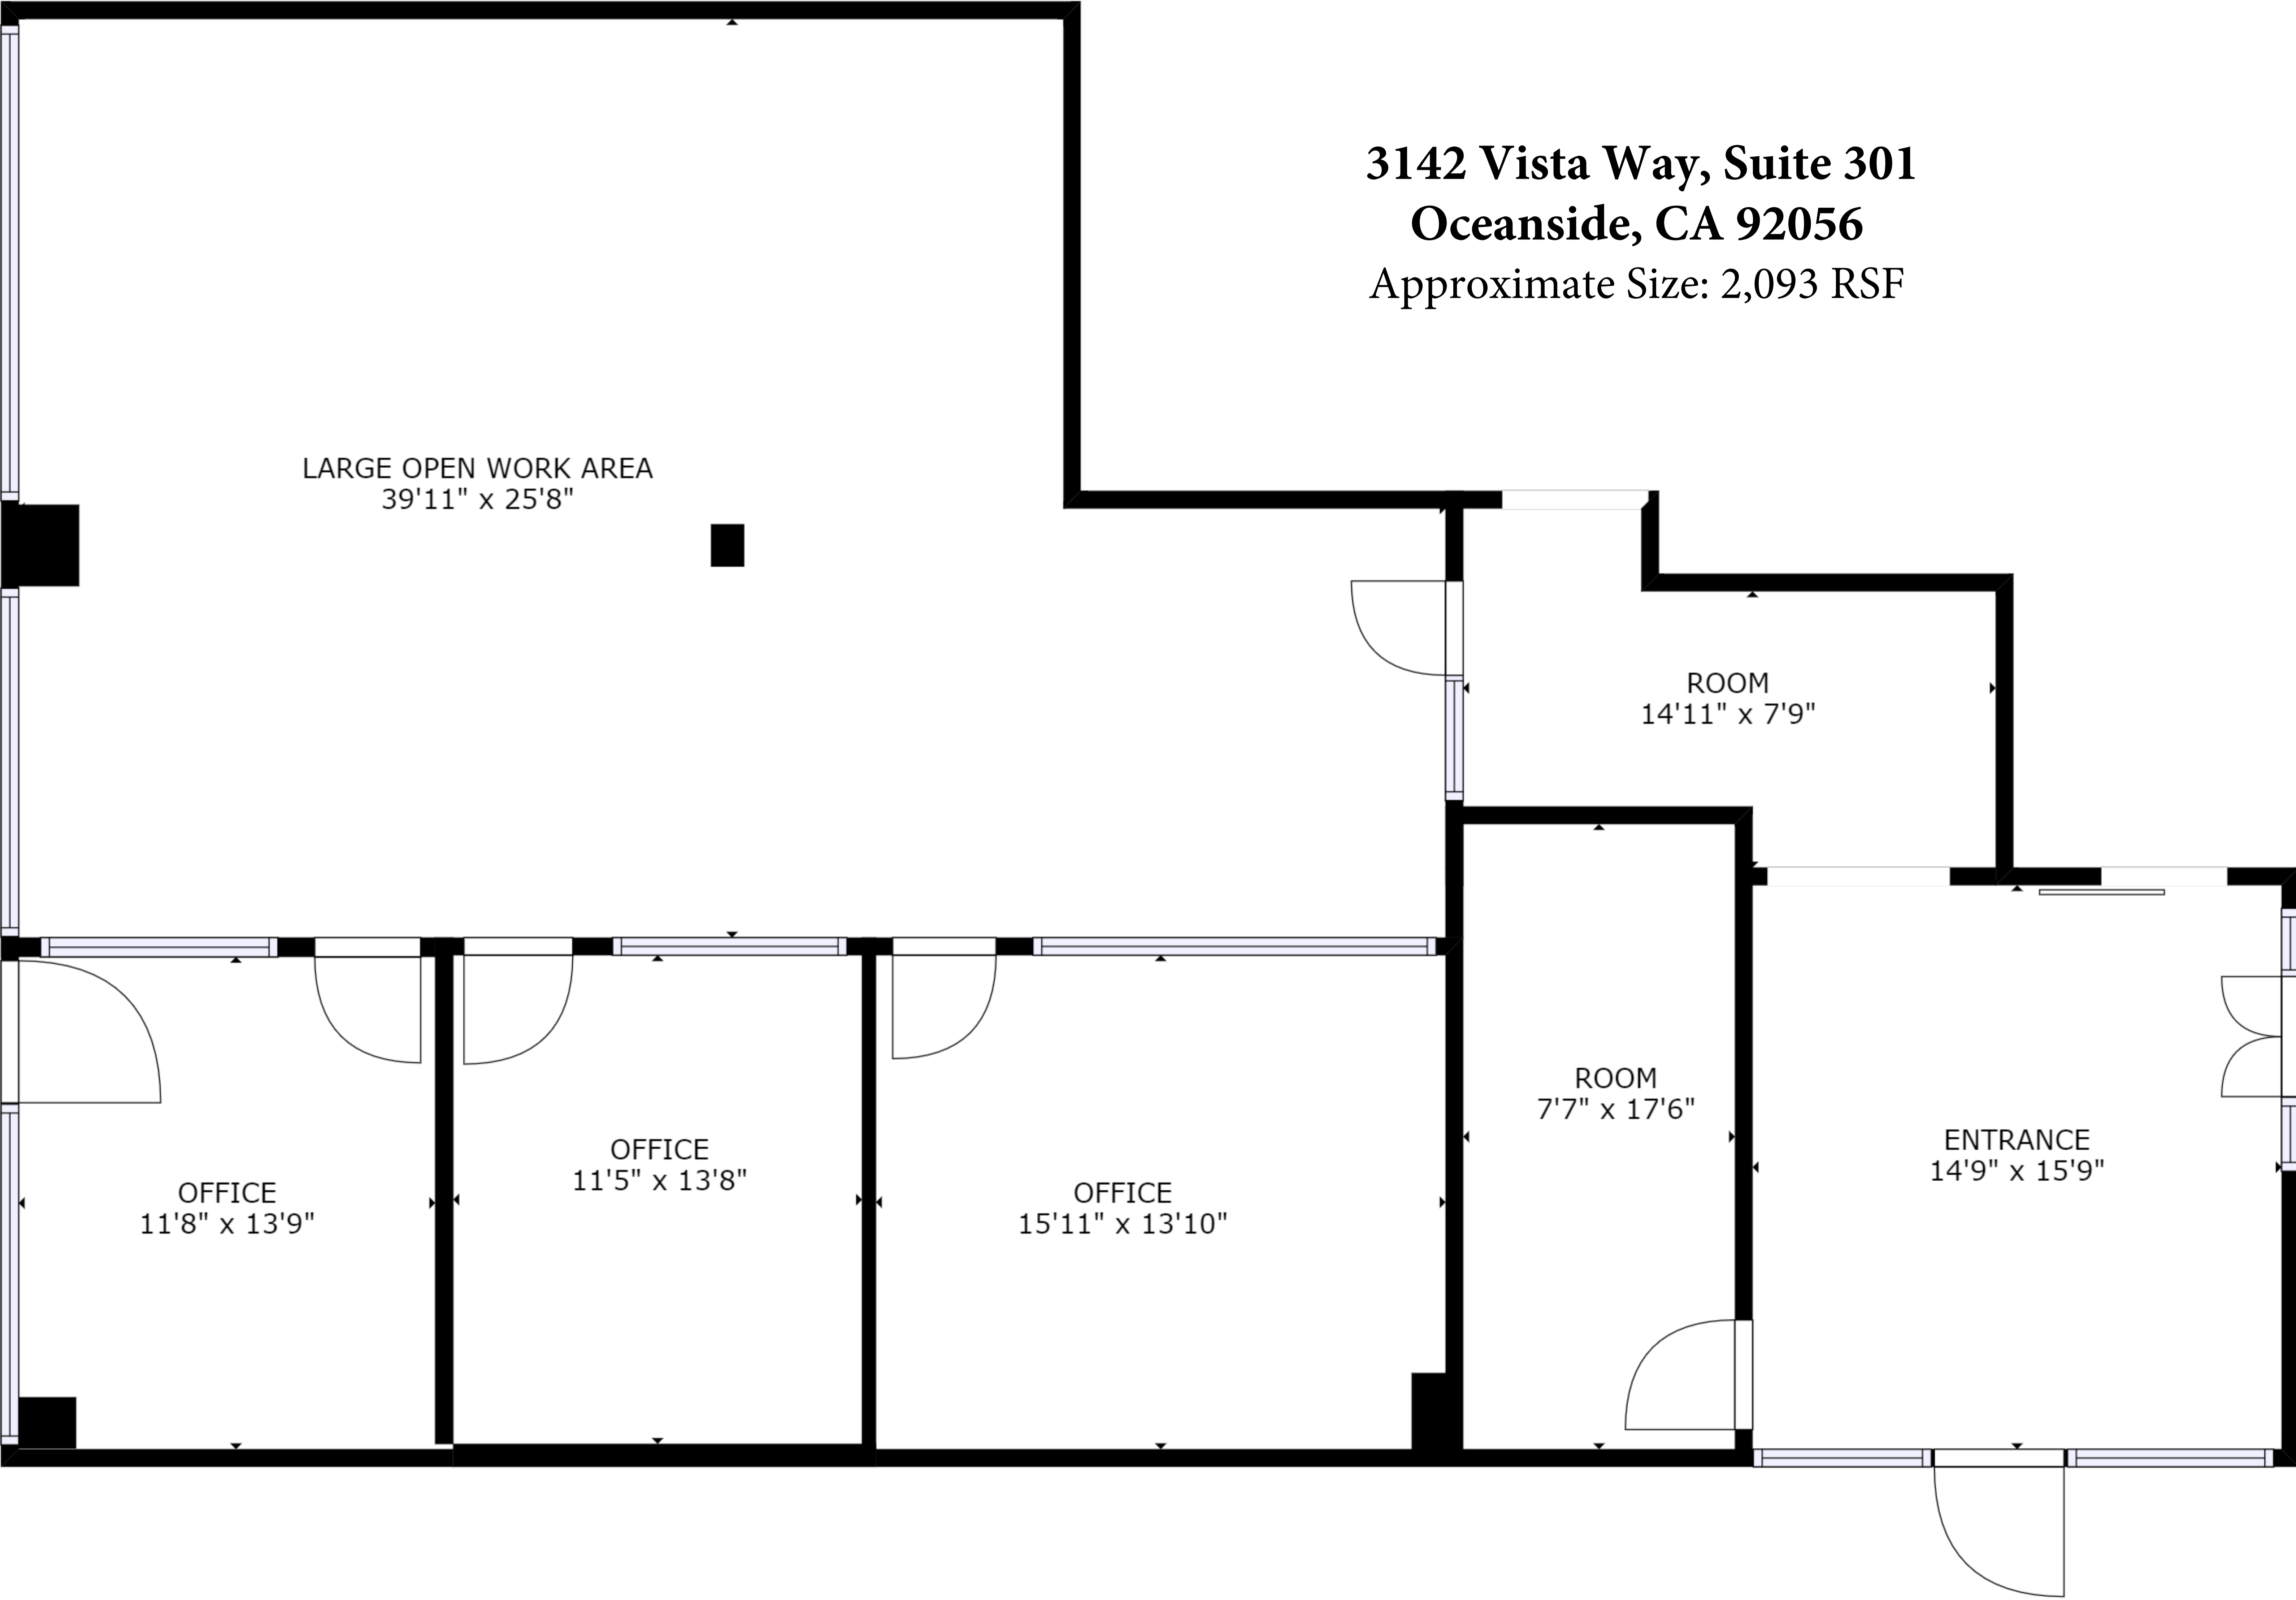 3142 Vista Way, Suite 301
Oceanside, CA 92056
Approximate Size: 2,093 RSF
LARGE OPEN WORK AREA
39'11" x 25'8"
ROOM
14'11" x 7'9"
ROOM
7'7" x 17'6"
ENTRANCE
14'9" x 15'9"
OFFICE
11'5" x 13'8"
OFFICE
11'8" x 13'9"
OFFICE
15'11" x 13'10"